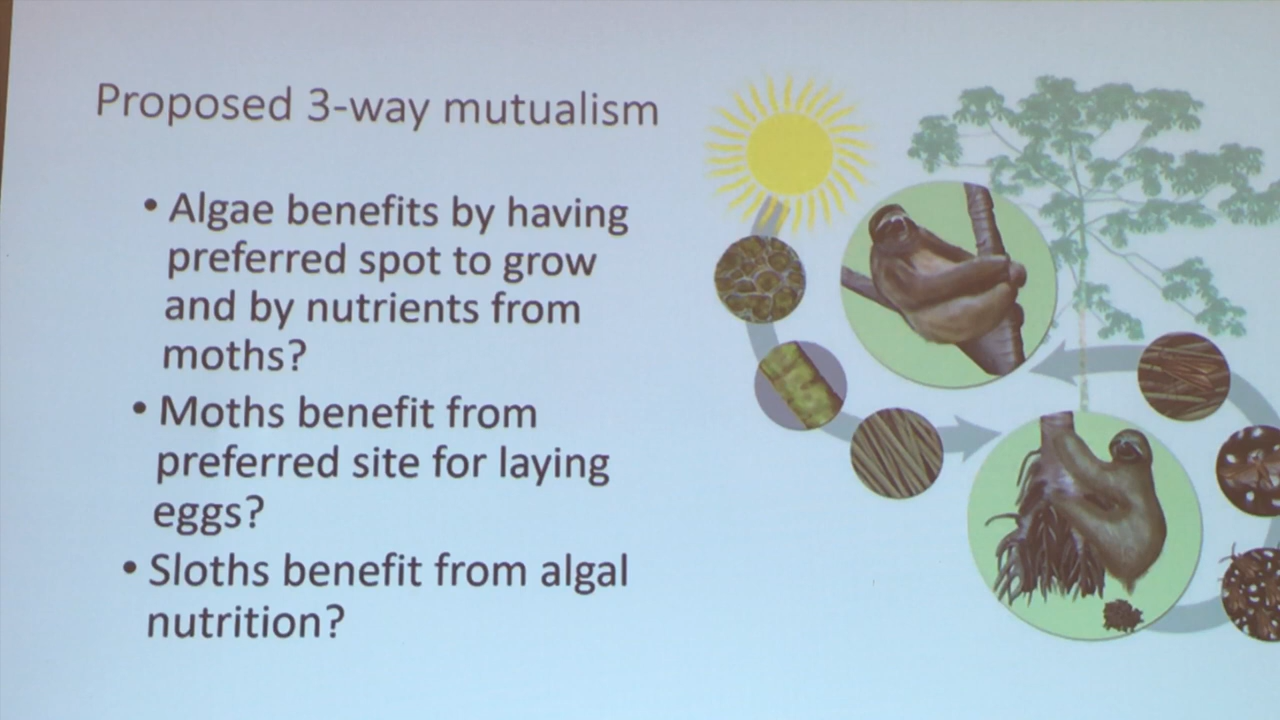 Proposed 3-way mutualism
• Algae benefits by having
preferred spot to grow
and by nutrients from
moths?
• Moths benefit from
preferred site for laying
eggs?
• Sloths benefit from algal
nutrition?